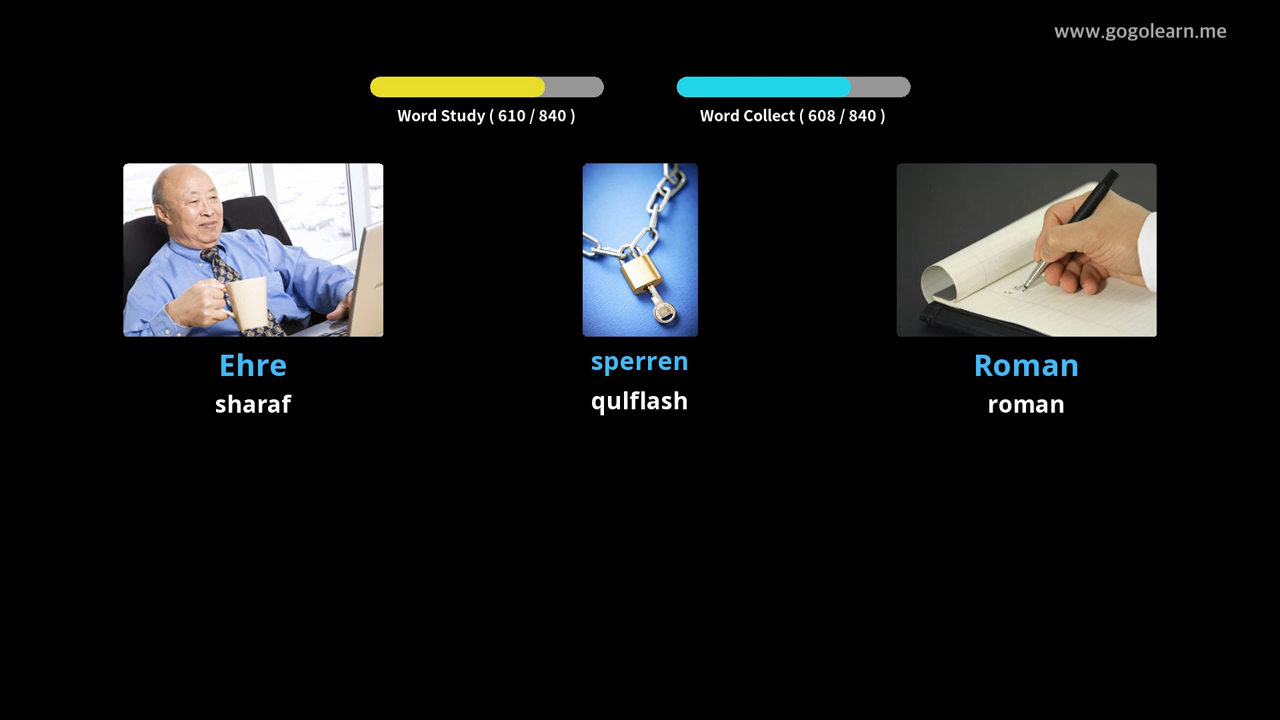 www.gogolearn.me
Word Study ( 610 / 840 )
Word Collect ( 608 / 840 )
Ehre
sharaf
sperren
qulflash
Roman
roman